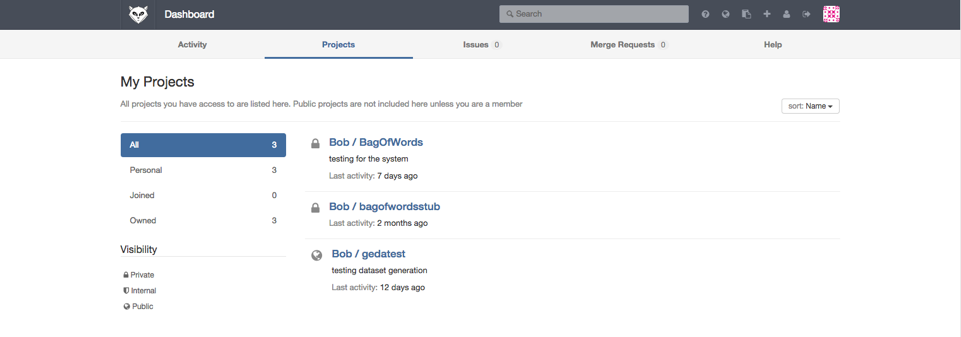 Dashboard
Search
Activity
Projects
Issues 0
Merge Requests 0
Help
My Projects
All projects you have access to are listed here. Public projects are not included here unless you are a member
sort: Name
All 3
Personal 3
Joined 0
Owned 3
Visibility
Private
Internal
Public
Bob / BagOfWords
testing for the system
Last activity: 7 days ago
Bob / bagofwordsstub
Last activity: 2 months ago
Bob / gedatest
testing dataset generation
Last activity: 12 days ago